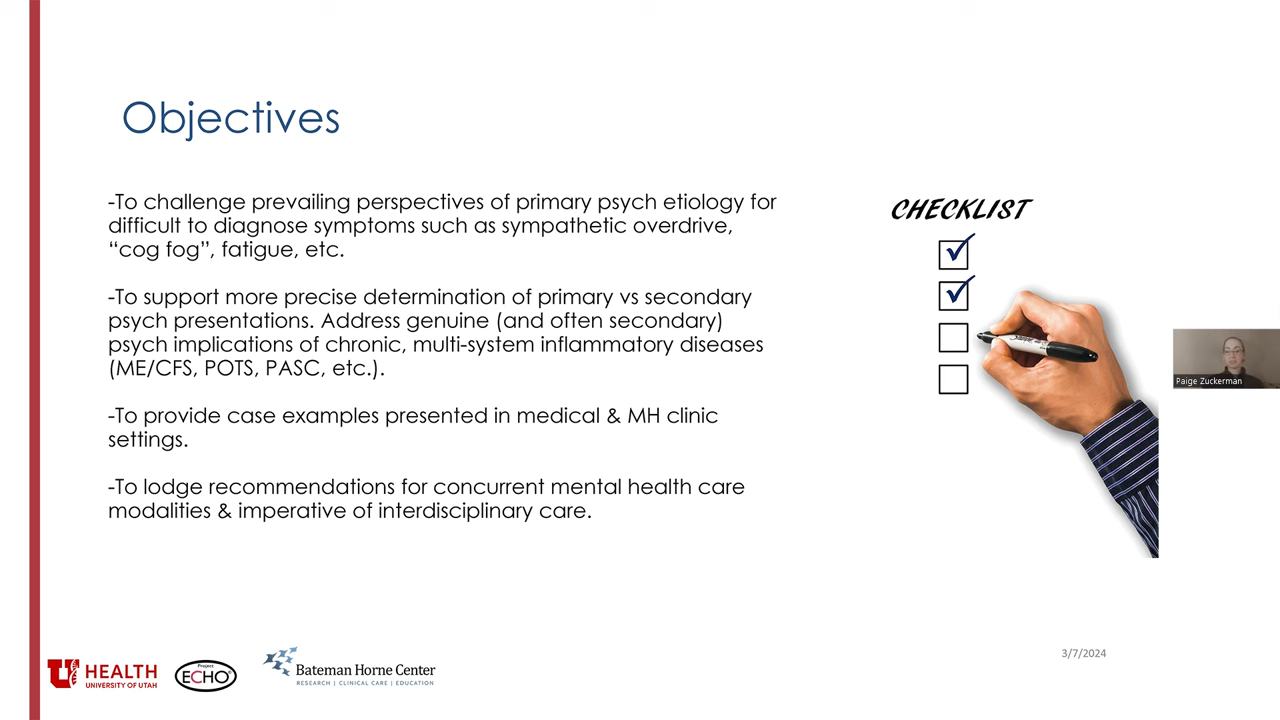 Objectives
-To challenge prevailing perspectives of primary psych etiology for
difficult to diagnose symptoms such as sympathetic overdrive,
“cog fog”, fatigue, etc.
-To support more precise determination of primary vs secondary
psych presentations. Address genuine (and often secondary)
psych implications of chronic, multi-system inflammatory diseases
(ME/CFS, POTS, PASC, etc.).
-To provide case examples presented in medical & MH clinic
settings.
-To lodge recommendations for concurrent mental health care
modalities & imperative of interdisciplinary care.
CHECKLIST
Paige Zuckerman
U HEALTH
UNIVERSITY OF UTAH
Project
ECHO®
Bateman Horne Center
RESEARCH | CLINICAL CARE | EDUCATION
3/7/2024